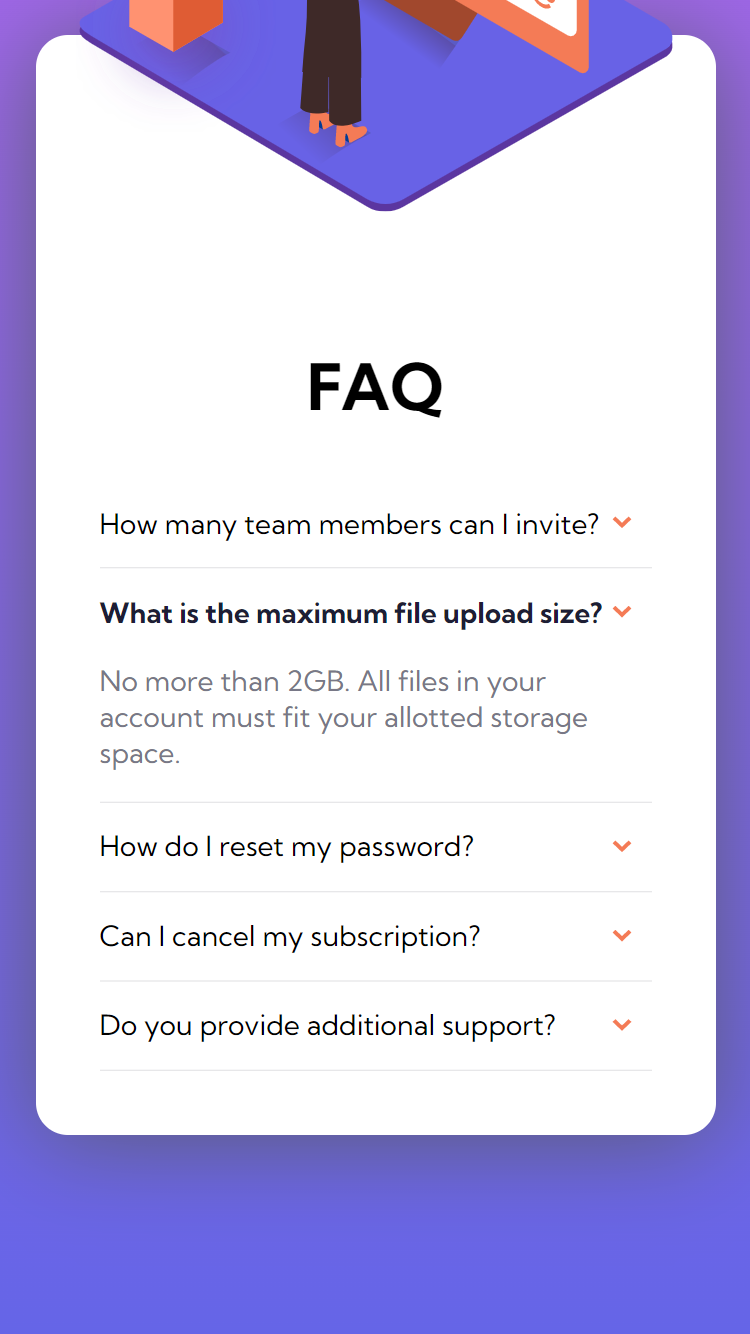 FAQ
How many team members can I invite?
What is the maximum file upload size?
No more than 2GB. All files in your
account must fit your allotted storage
space.
How do I reset my password?
Can I cancel my subscription?
Do you provide additional support?